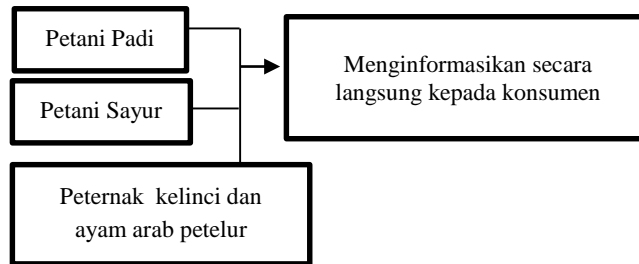 Petani Padi
Menginformasikan secara
langsung kepada konsumen
Petani Sayur
Peternak kelinci dan
ayam arab petelur